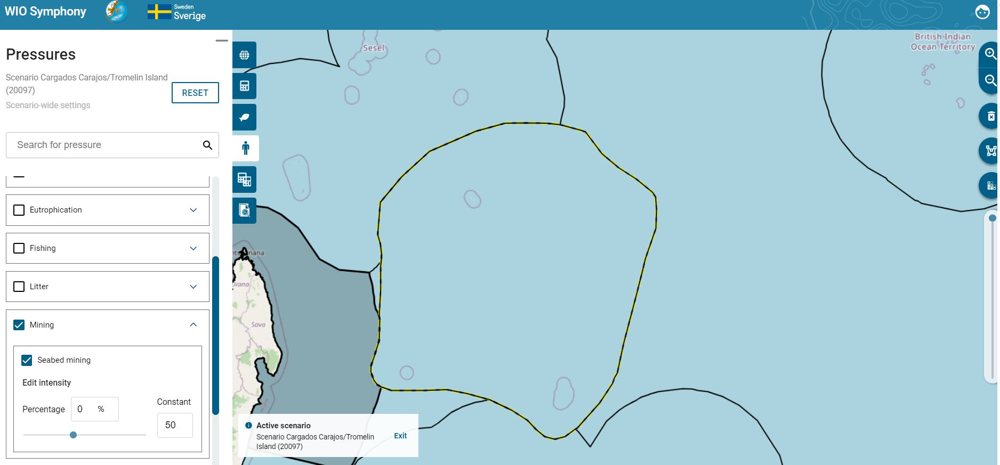 WIO Symphony
Sweden
Sverige
Pressures
Scenario Cargados Carajos/Tromelin Island
(20097)
Scenario-wide settings
RESET
Search for pressure
Eutrophication
Fishing
Litter
Mining
Seabed mining
Edit intensity
Percentage 0 %
Constant
50
Sesel
British Indian
Ocean Territory
Diana
Sava
Active scenario
Scenario Cargados Carajos/Tromelin
Island (20097)
Exit